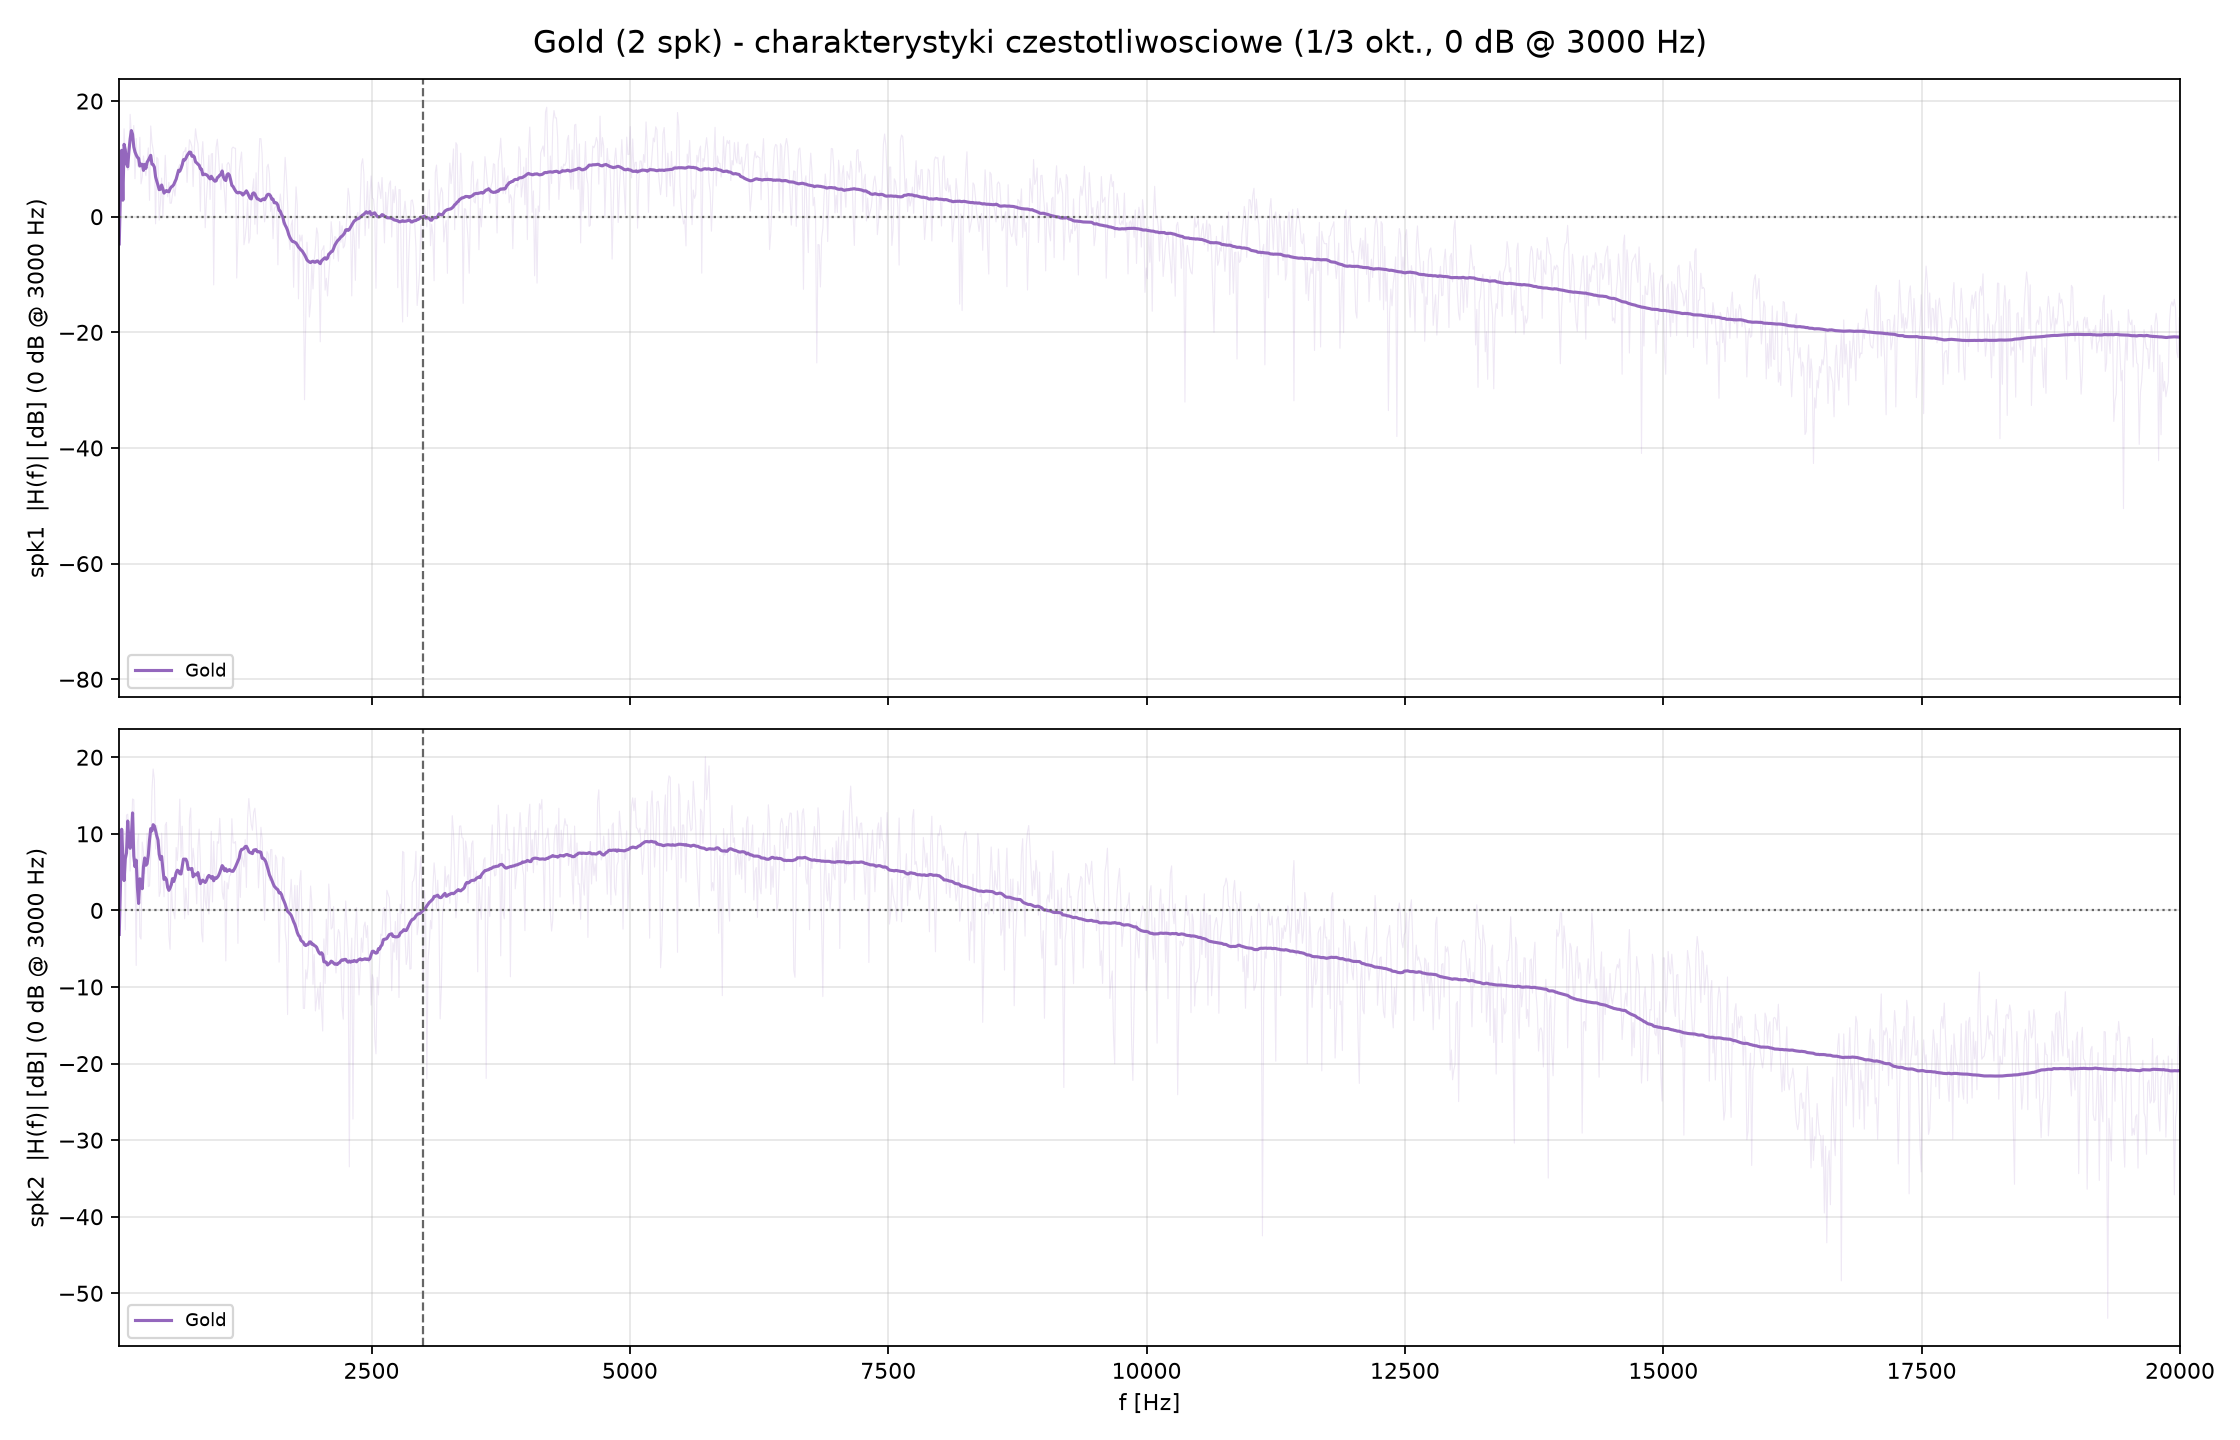 Gold (2 spk) - charakterystyki czestotliwosciowe (1/3 okt., 0 dB @ 3000 Hz)
spk1 |H(f)| [dB] (0 dB @ 3000 Hz)
20
0
−20
−40
−60
−80
Gold
spk2 |H(f)| [dB] (0 dB @ 3000 Hz)
20
10
0
−10
−20
−30
−40
−50
Gold
2500 5000 7500 10000 12500 15000 17500 20000
f [Hz]